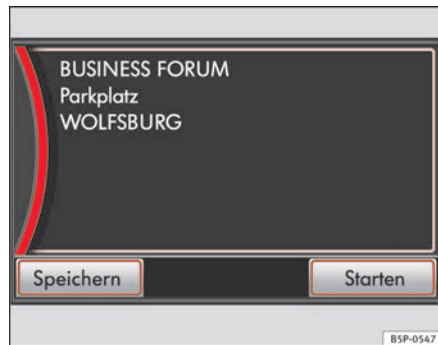 BUSINESS FORUM
Parkplatz
WOLFSBURG
Speichern Starten
B5P-0547